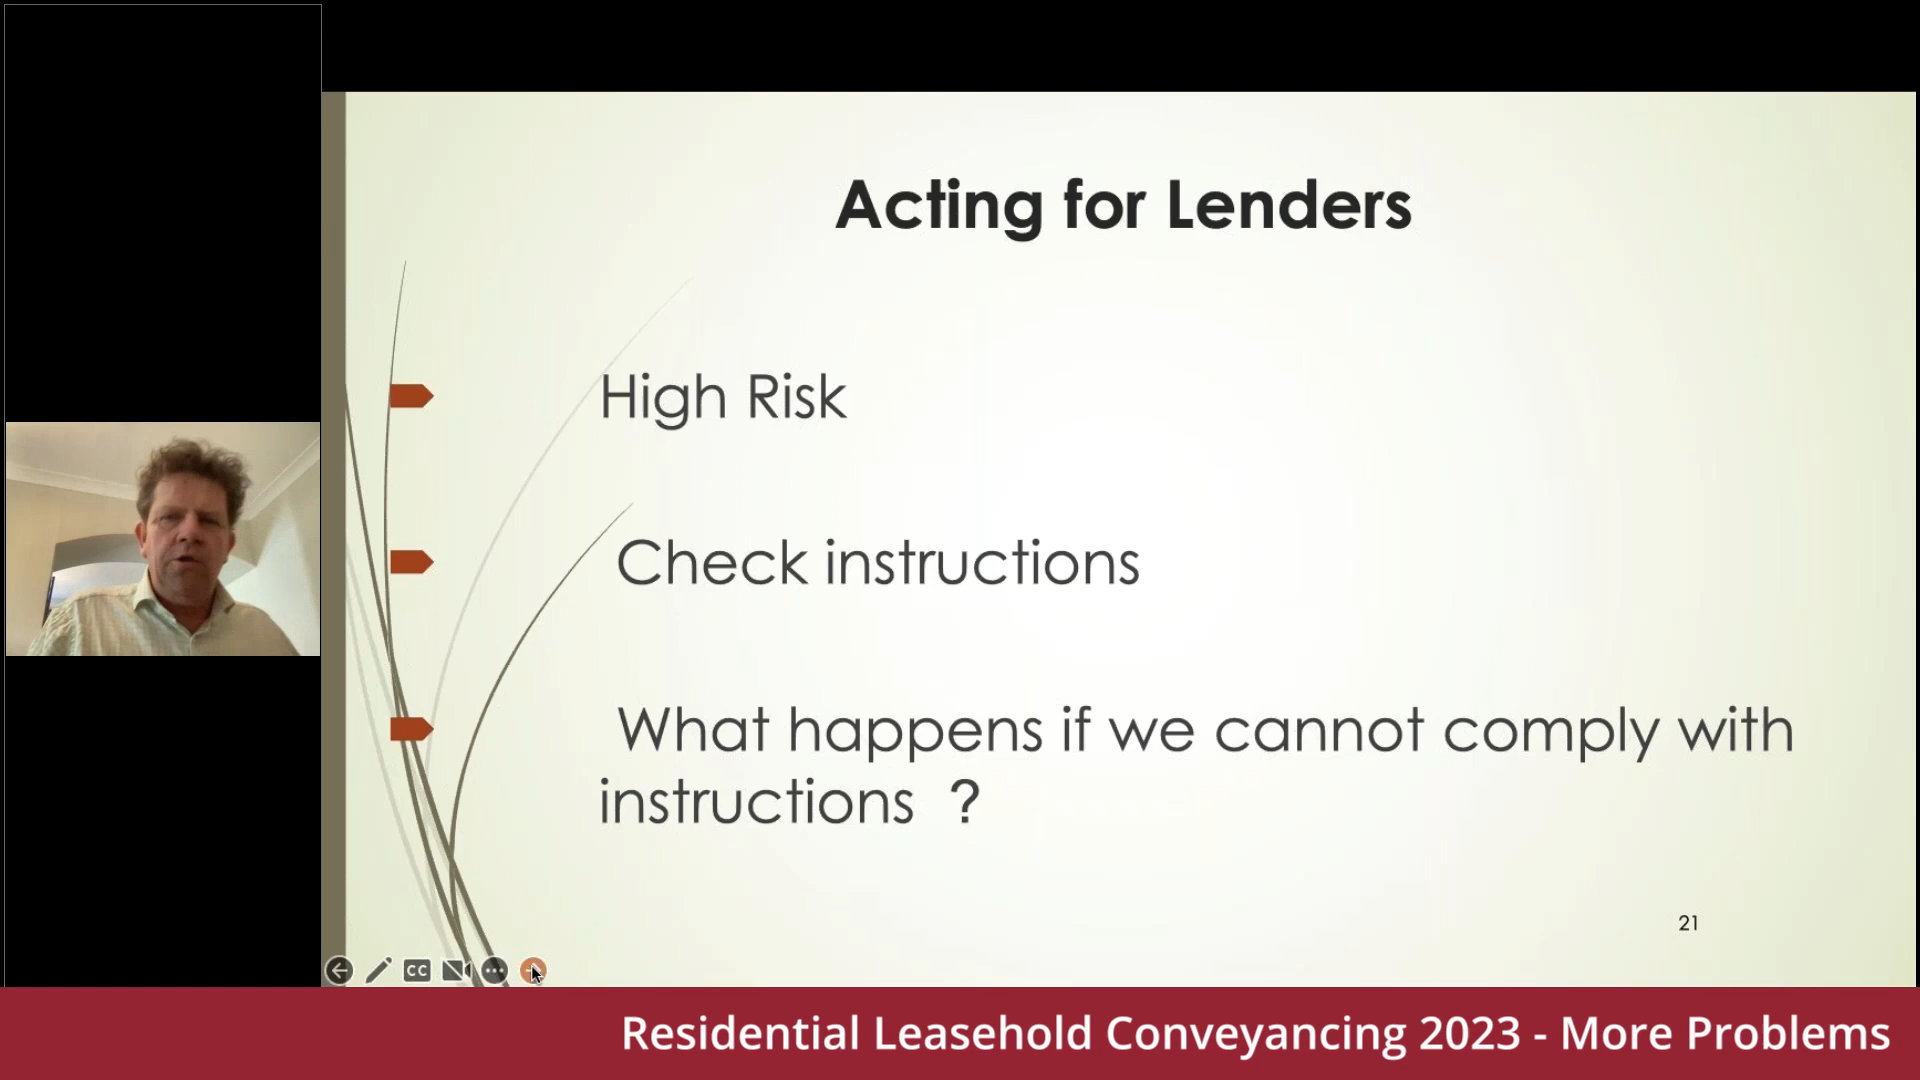 Acting for Lenders
High Risk
Check instructions
What happens if we cannot comply with
instructions ?
21
CC
Residential Leasehold Conveyancing 2023 - More Problems